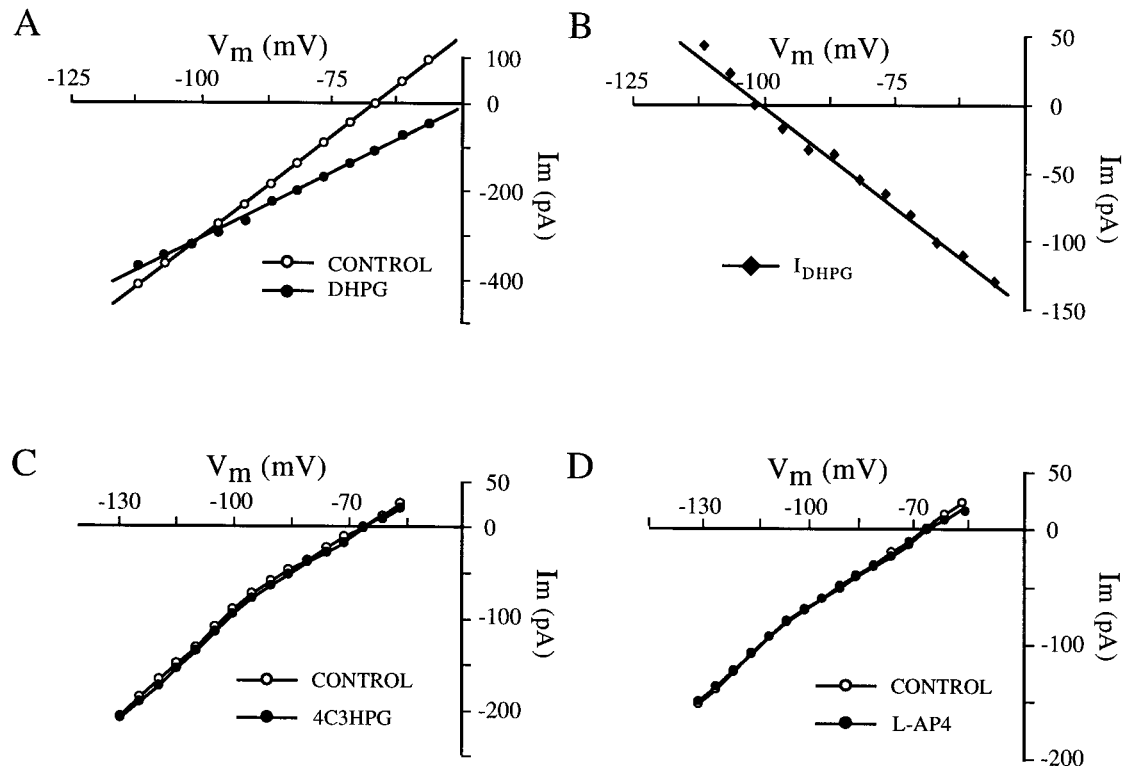 A
Vm (mV)
-125
-100
-75
100
0
-200
-400
Im (pA)
CONTROL
DHPG
B
Vm (mV)
-125
-100
-75
50
0
-50
-100
-150
Im (pA)
IDHPG
C
Vm (mV)
-130
-100
-70
50
0
-100
-200
Im (pA)
CONTROL
4C3HPG
D
Vm (mV)
-130
-100
-70
50
0
-100
-200
Im (pA)
CONTROL
L-AP4